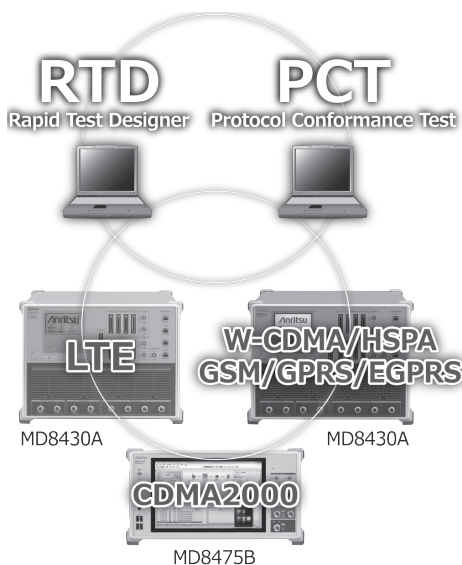 RTD
Rapid Test Designer
PCT
Protocol Conformance Test
Anritsu
LTE
MD8430A
Anritsu
W-CDMA/HSPA
GSM/GPRS/EGPRS
MD8430A
CDMA2000
MD8475B